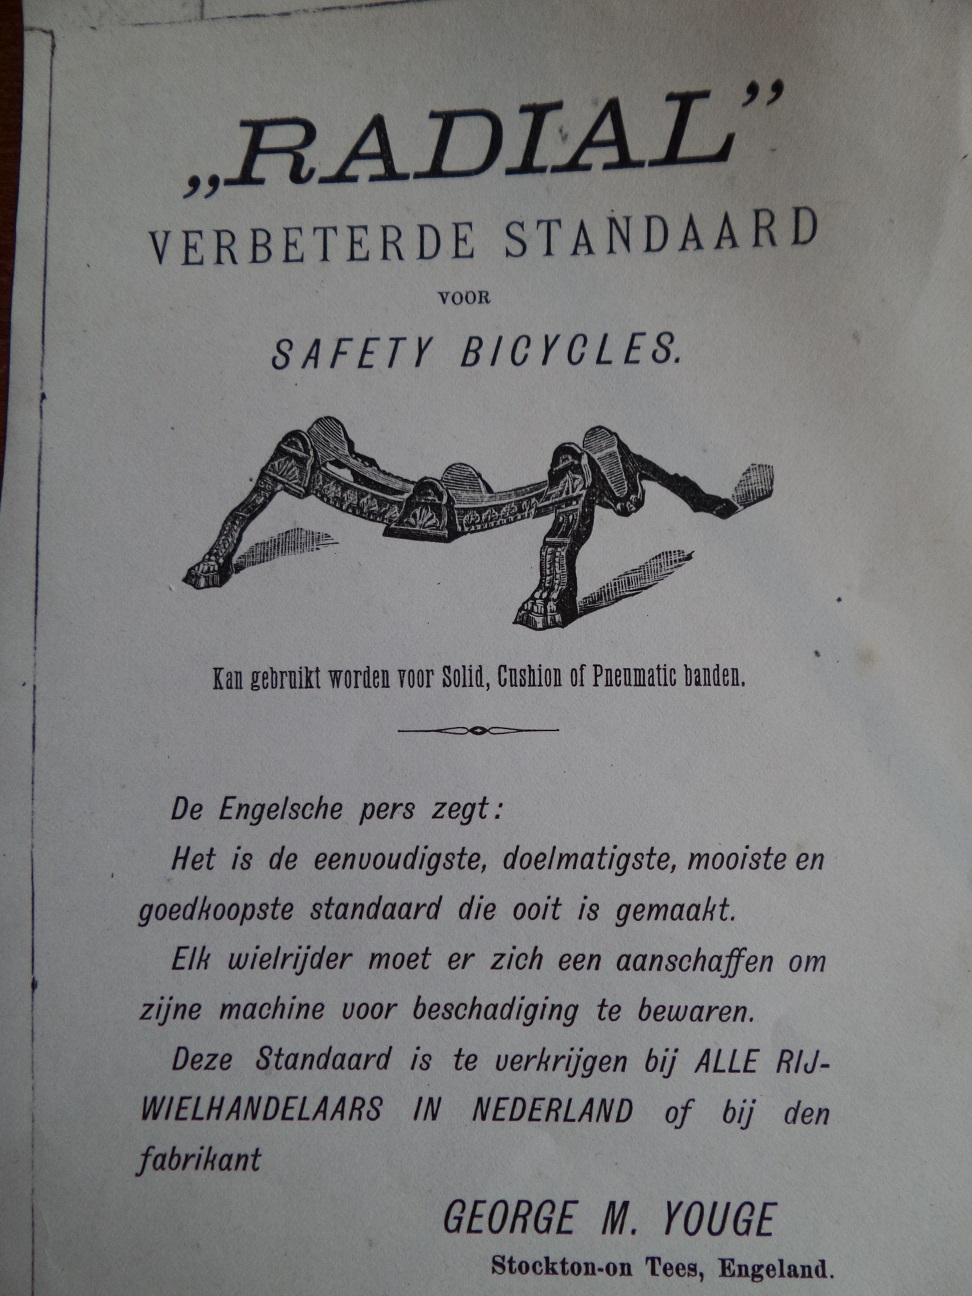 „RADIAL”
VERBETERDE STANDAARD
VOOR
SAFETY BICYCLES.
Kan gebruikt worden voor Solid, Cushion of Pneumatic banden.
De Engelsche pers zegt:
Het is de eenvoudigste, doelmatigste, mooiste en
goedkoopste standaard die ooit is gemaakt.
Elk wielrijder moet er zich een aanschaffen om
zijne machine voor beschadiging te bewaren.
Deze Standaard is te verkrijgen bij ALLE RIJ-
WIELHANDELAARS IN NEDERLAND of bij den
fabrikant
GEORGE M. YOUGE
Stockton-on Tees, Engeland.